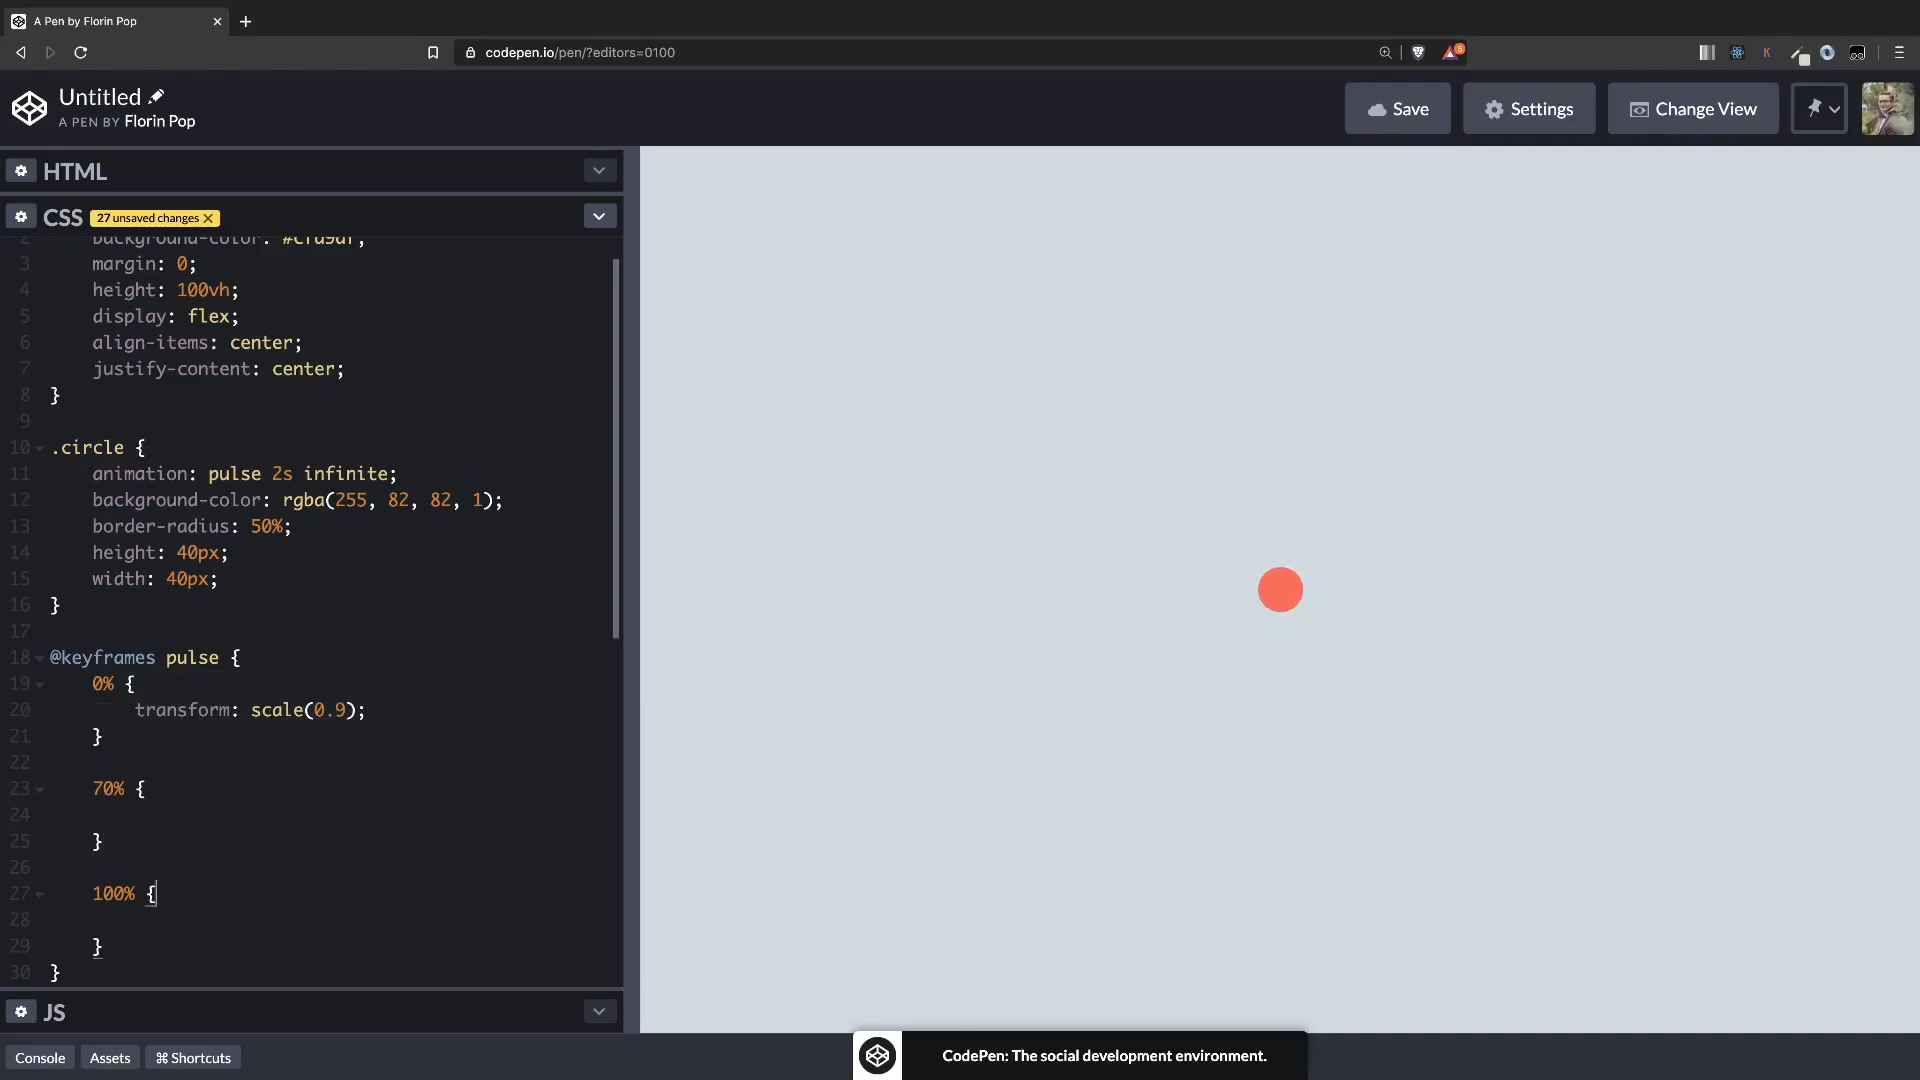 A Pen by Florin Pop
codepen.io/pen/?editors=0100
6
K
Untitled
A PEN BY Florin Pop
Save
Settings
Change View
HTML
CSS
27 unsaved changes
3 margin: 0;
4 height: 100vh;
5 display: flex;
6 align-items: center;
7 justify-content: center;
8 }
9
10 .circle {
11 animation: pulse 2s infinite;
12 background-color: rgba(255, 82, 82, 1);
13 border-radius: 50%;
14 height: 40px;
15 width: 40px;
16 }
17
18 @keyframes pulse {
19 0% {
20 transform: scale(0.9);
21 }
22
23 70% {
24
25 }
26
27 100% {
28
29 }
30 }
JS
Console
Assets
⌘ Shortcuts
CodePen: The social development environment.